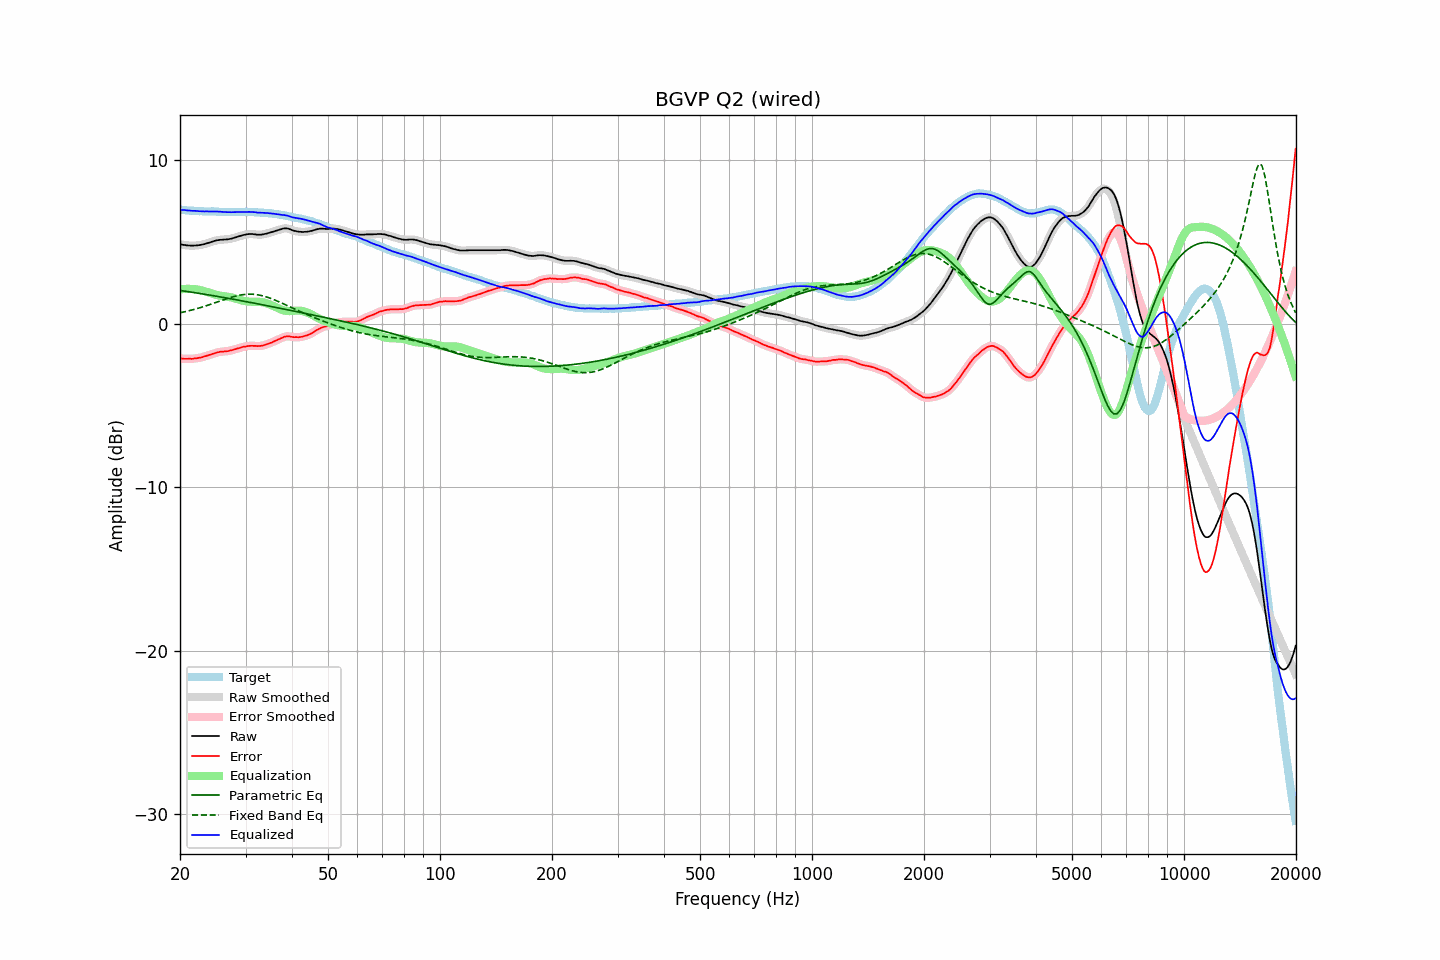 BGVP Q2 (wired)
10
0
−10
−20
−30
Amplitude (dBr)
Target
Raw Smoothed
Error Smoothed
Raw
Error
Equalization
Parametric Eq
Fixed Band Eq
Equalized
20 50 100 200 500 1000 2000 5000 10000 20000
Frequency (Hz)